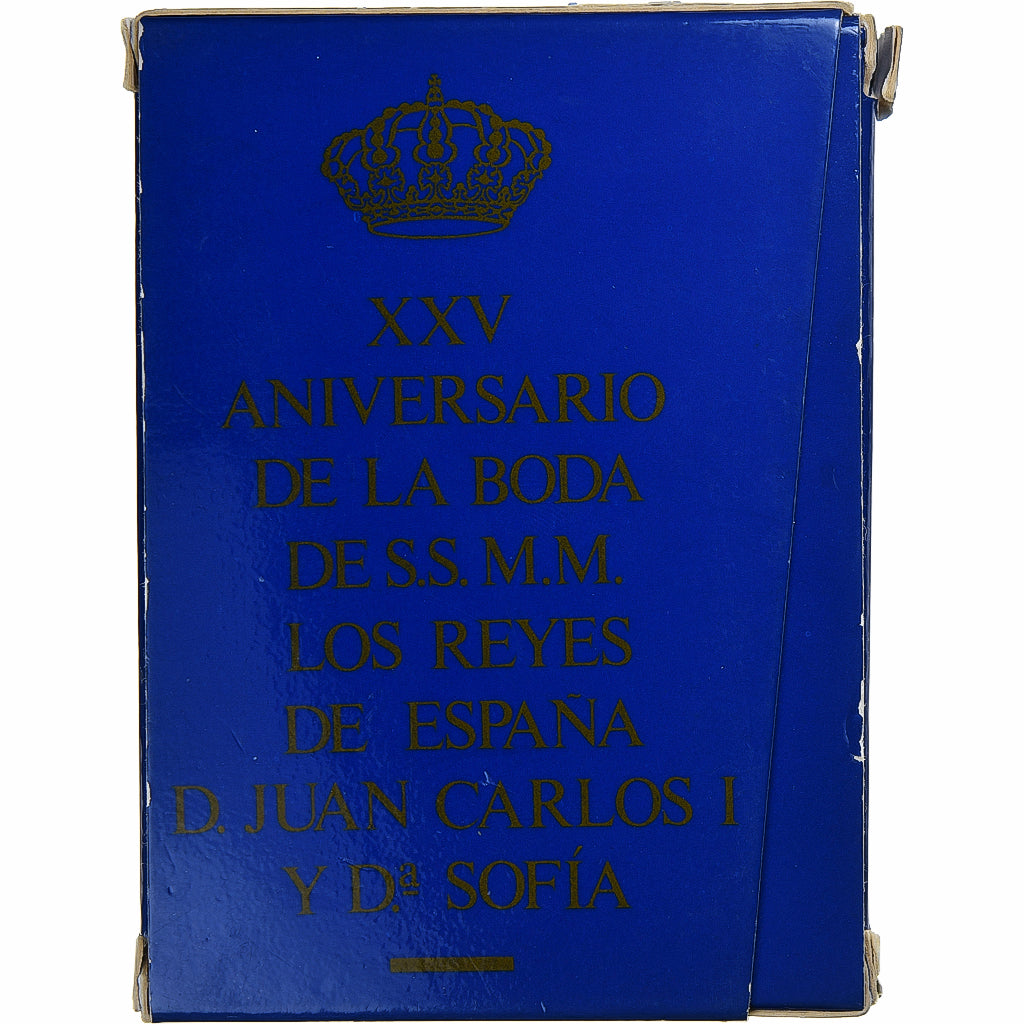 XXV
ANIVERSARIO
DE LA BODA
DE S.S. M.M.
LOS REYES
DE ESPAÑA
D. JUAN CARLOS I
Y D.ª SOFÍA